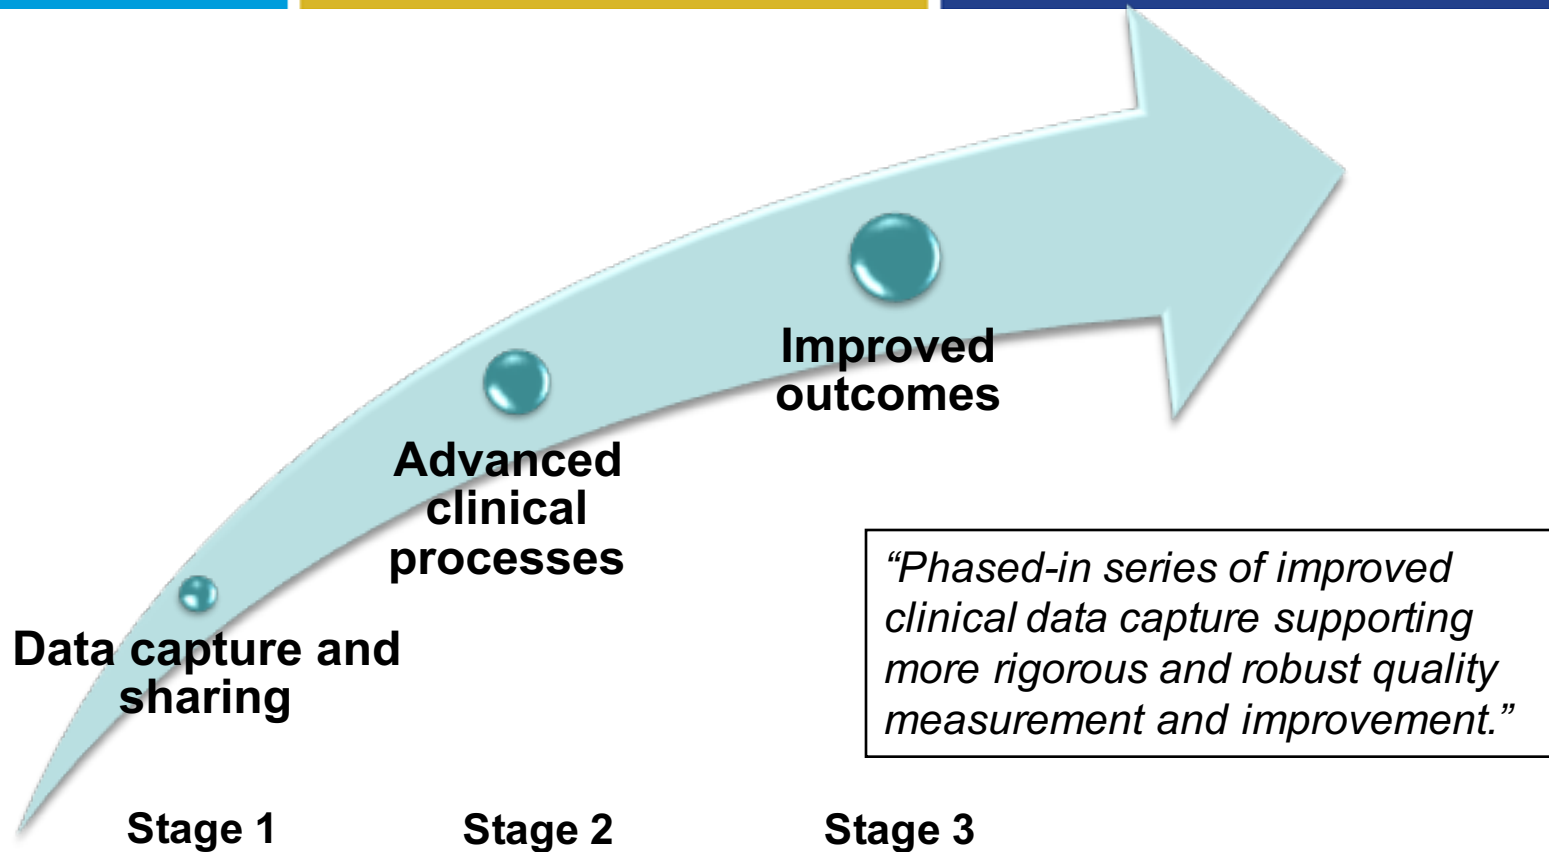 Improved
outcomes
Advanced
clinical
processes
Data capture and
sharing
“Phased-in series of improved
clinical data capture supporting
more rigorous and robust quality
measurement and improvement.”
Stage 1
Stage 2
Stage 3